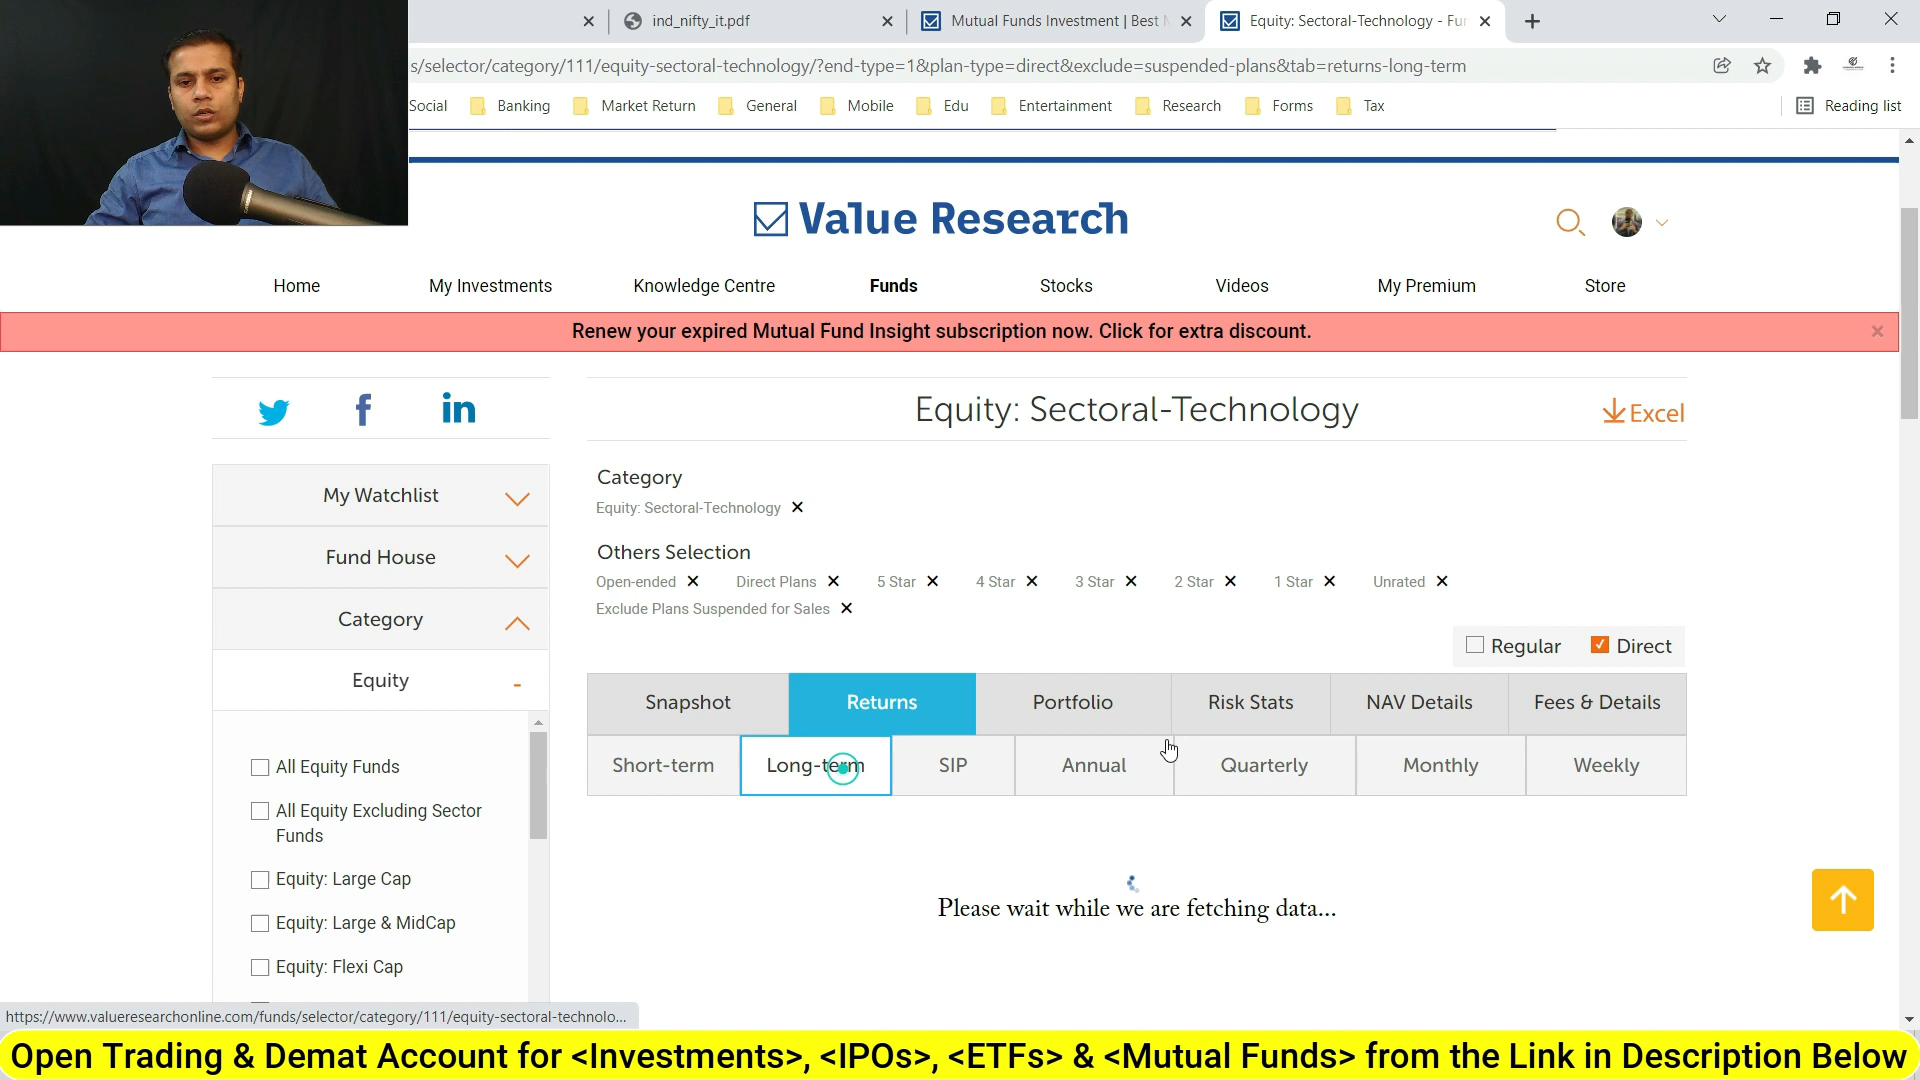 ind_nifty_it.pdf
Mutual Funds Investment | Best
Equity: Sectoral-Technology - Fu
s/selector/category/111/equity-sectoral-technology/?end-type=1&plan-type=direct&exclude=suspended-plans&tab=returns-long-term
Social Banking Market Return General Mobile Edu Entertainment Research Forms Tax Reading list
Value Research
Home My Investments Knowledge Centre Funds Stocks Videos My Premium Store
Renew your expired Mutual Fund Insight subscription now. Click for extra discount.
Equity: Sectoral-Technology
Excel
My Watchlist
Fund House
Category
Equity
All Equity Funds
All Equity Excluding Sector
Funds
Equity: Large Cap
Equity: Large & MidCap
Equity: Flexi Cap
Category
Equity: Sectoral-Technology
Others Selection
Open-ended Direct Plans 5 Star 4 Star 3 Star 2 Star 1 Star Unrated
Exclude Plans Suspended for Sales
Regular Direct
Snapshot Returns Portfolio Risk Stats NAV Details Fees & Details
Short-term Long-term SIP Annual Quarterly Monthly Weekly
Please wait while we are fetching data...
https://www.valueresearchonline.com/funds/selector/category/111/equity-sectoral-technolo...
Open Trading & Demat Account for <Investments>, <IPOs>, <ETFs> & <Mutual Funds> from the Link in Description Below